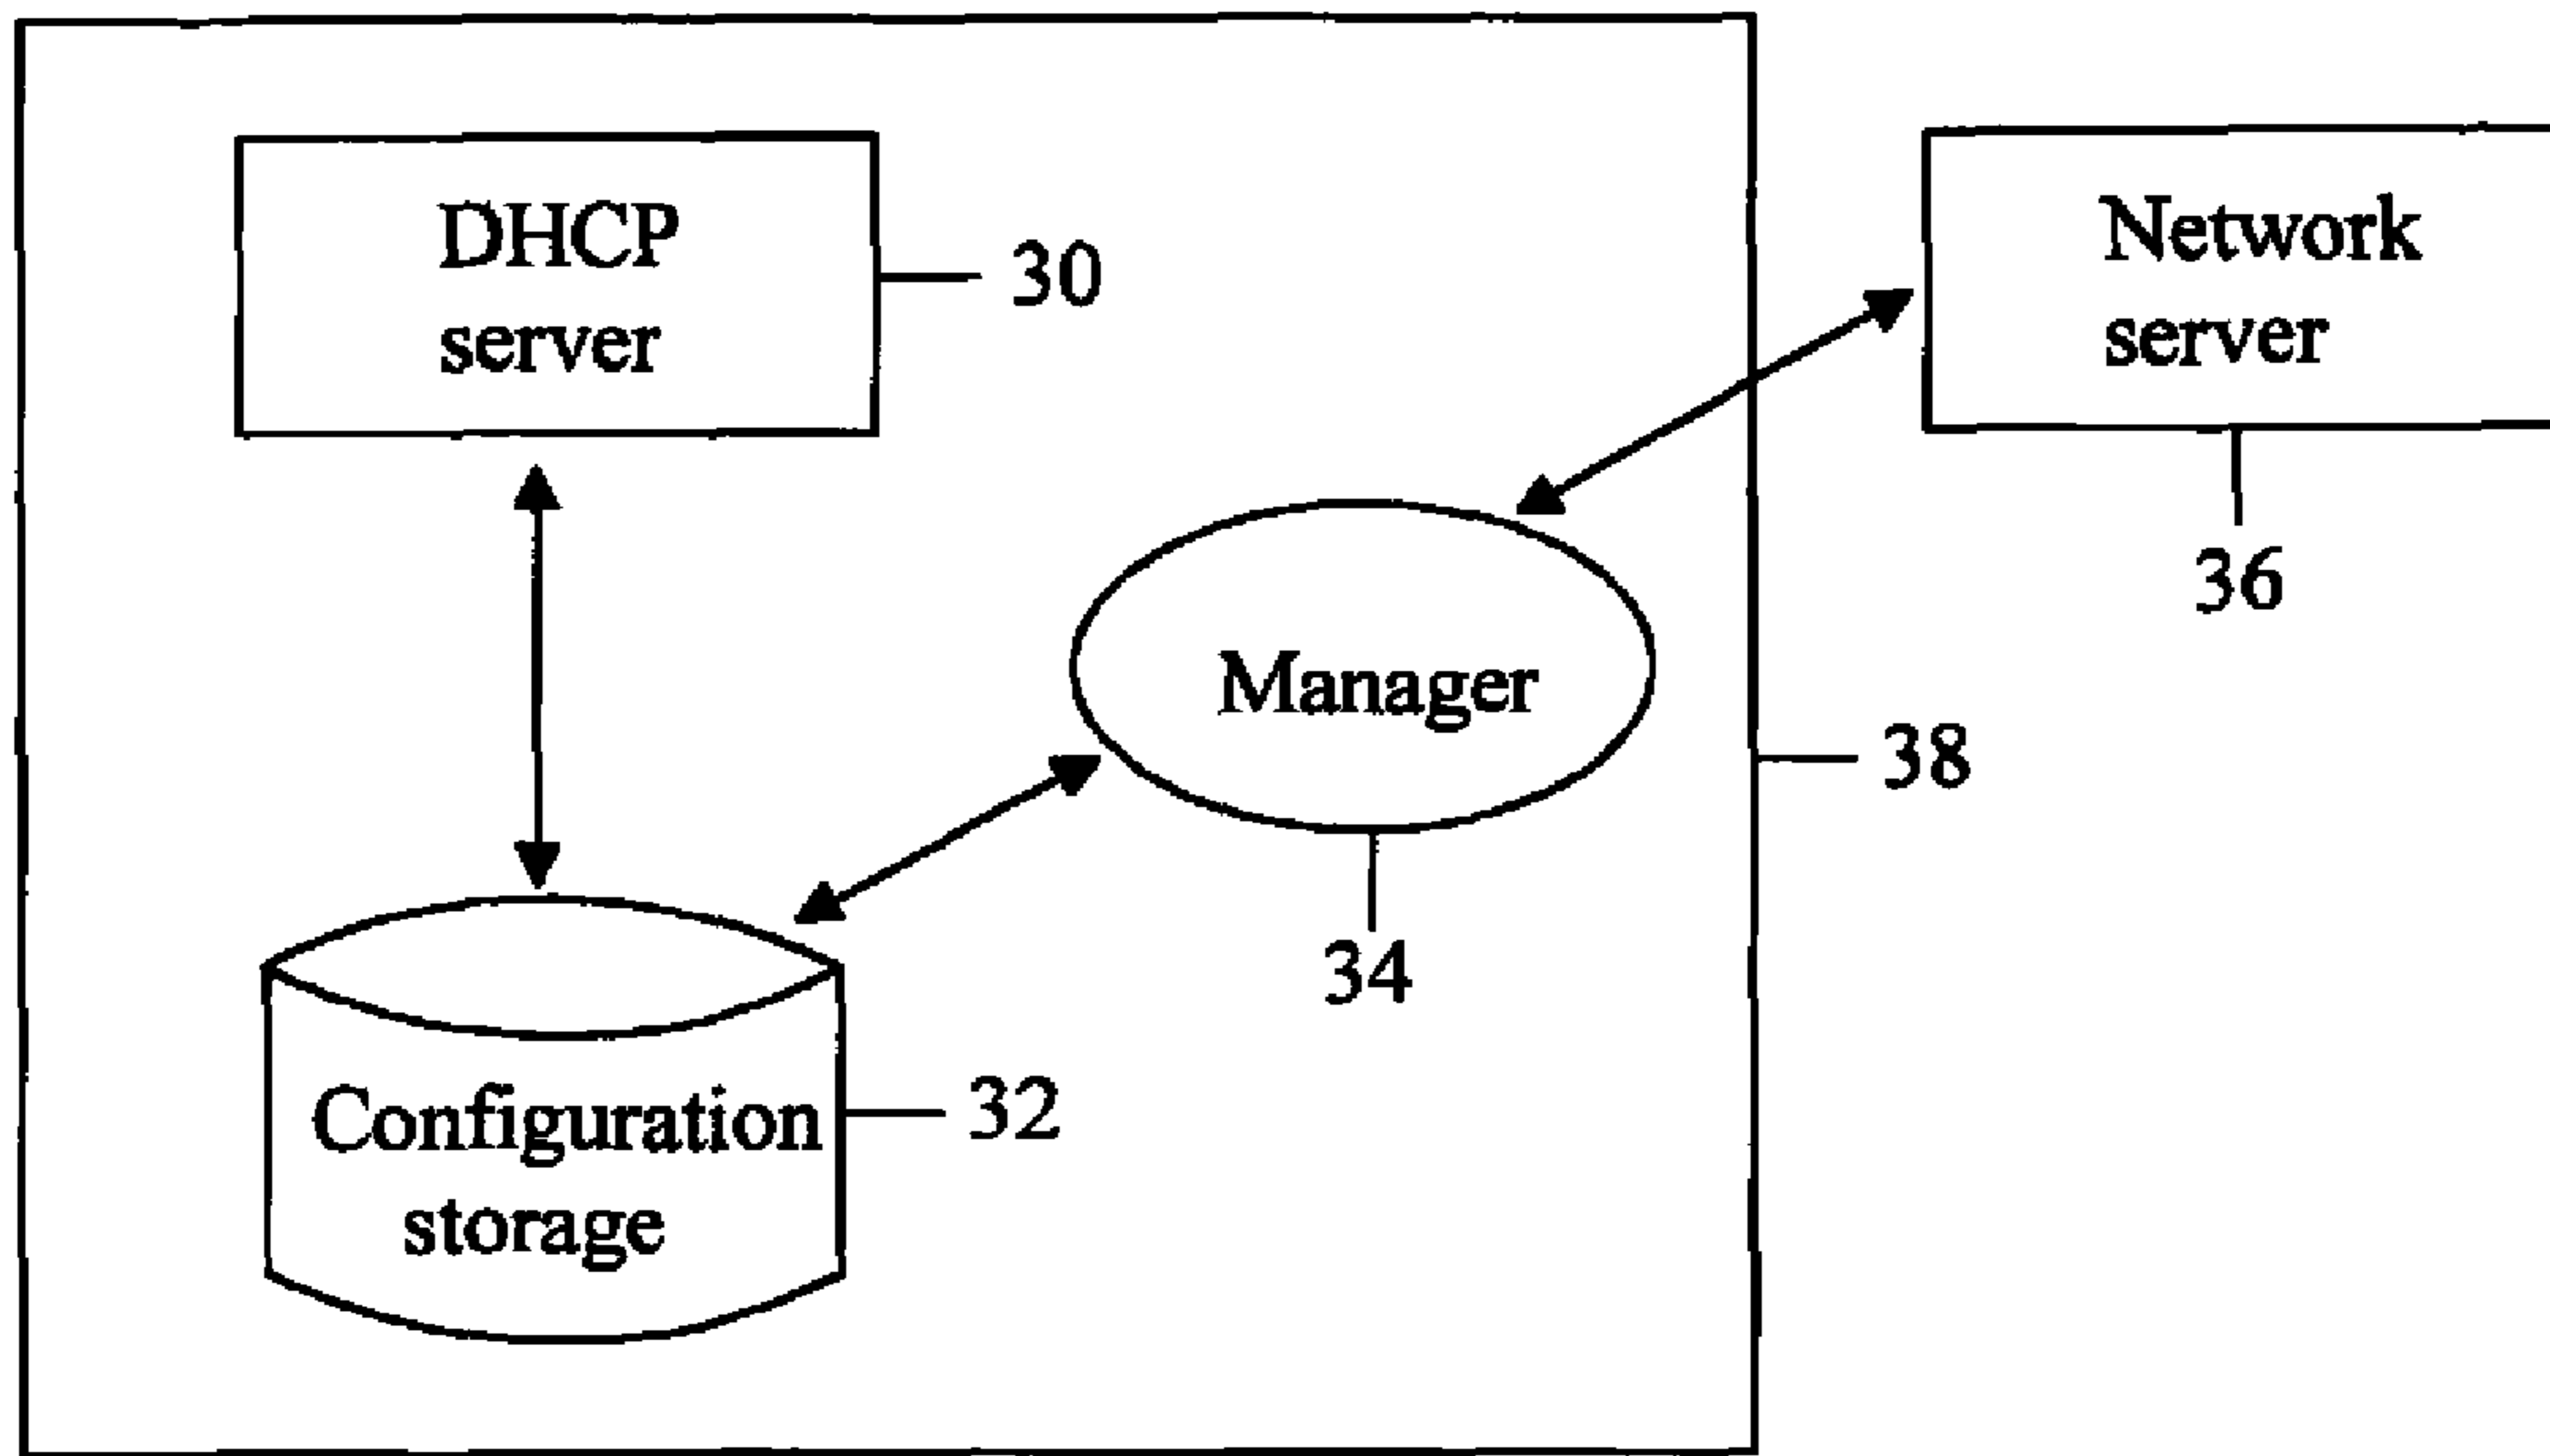 DHCP
server
30
Network
server
36
Manager
38
34
Configuration
storage
32